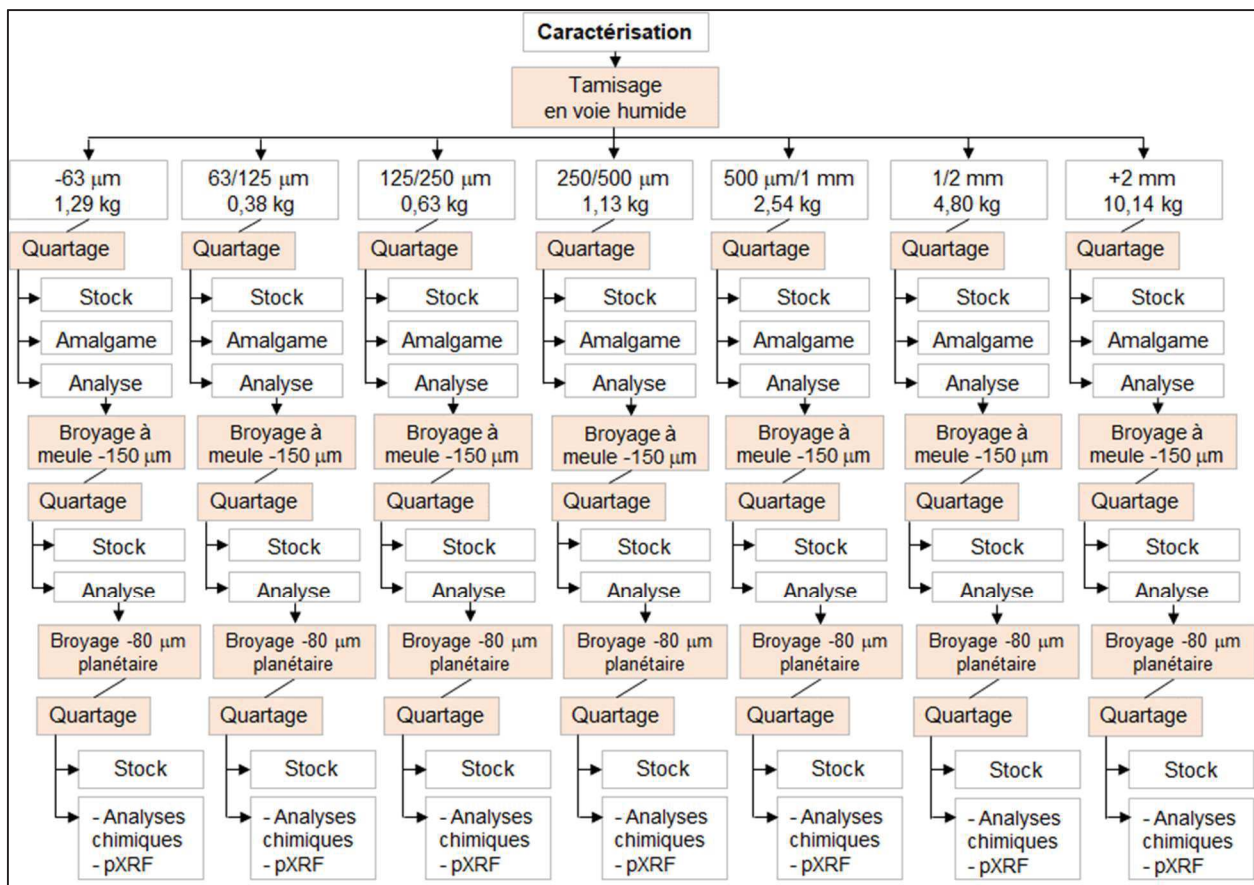 Caractérisation
Tamisage
en voie humide
-63 µm
1,29 kg
63/125 µm
0,38 kg
125/250 µm
0,63 kg
250/500 µm
1,13 kg
500 µm/1 mm
2,54 kg
1/2 mm
4,80 kg
+2 mm
10,14 kg
Quartage
Quartage
Quartage
Quartage
Quartage
Quartage
Quartage
Stock
Stock
Stock
Stock
Stock
Stock
Stock
Amalgame
Amalgame
Amalgame
Amalgame
Amalgame
Amalgame
Amalgame
Analyse
Analyse
Analyse
Analyse
Analyse
Analyse
Analyse
Broyage à
meule -150 µm
Broyage à
meule -150 µm
Broyage à
meule -150 µm
Broyage à
meule -150 µm
Broyage à
meule -150 µm
Broyage à
meule -150 µm
Broyage à
meule -150 µm
Quartage
Quartage
Quartage
Quartage
Quartage
Quartage
Quartage
Stock
Stock
Stock
Stock
Stock
Stock
Stock
Analyse
Analyse
Analyse
Analyse
Analyse
Analyse
Analyse
Broyage -80 µm
planétaire
Broyage -80 µm
planétaire
Broyage -80 µm
planétaire
Broyage -80 µm
planétaire
Broyage -80 µm
planétaire
Broyage -80 µm
planétaire
Broyage -80 µm
planétaire
Quartage
Quartage
Quartage
Quartage
Quartage
Quartage
Quartage
Stock
Stock
Stock
Stock
Stock
Stock
Stock
- Analyses
chimiques
- pXRF
- Analyses
chimiques
- pXRF
- Analyses
chimiques
- pXRF
- Analyses
chimiques
- pXRF
- Analyses
chimiques
- pXRF
- Analyses
chimiques
- pXRF
- Analyses
chimiques
- pXRF